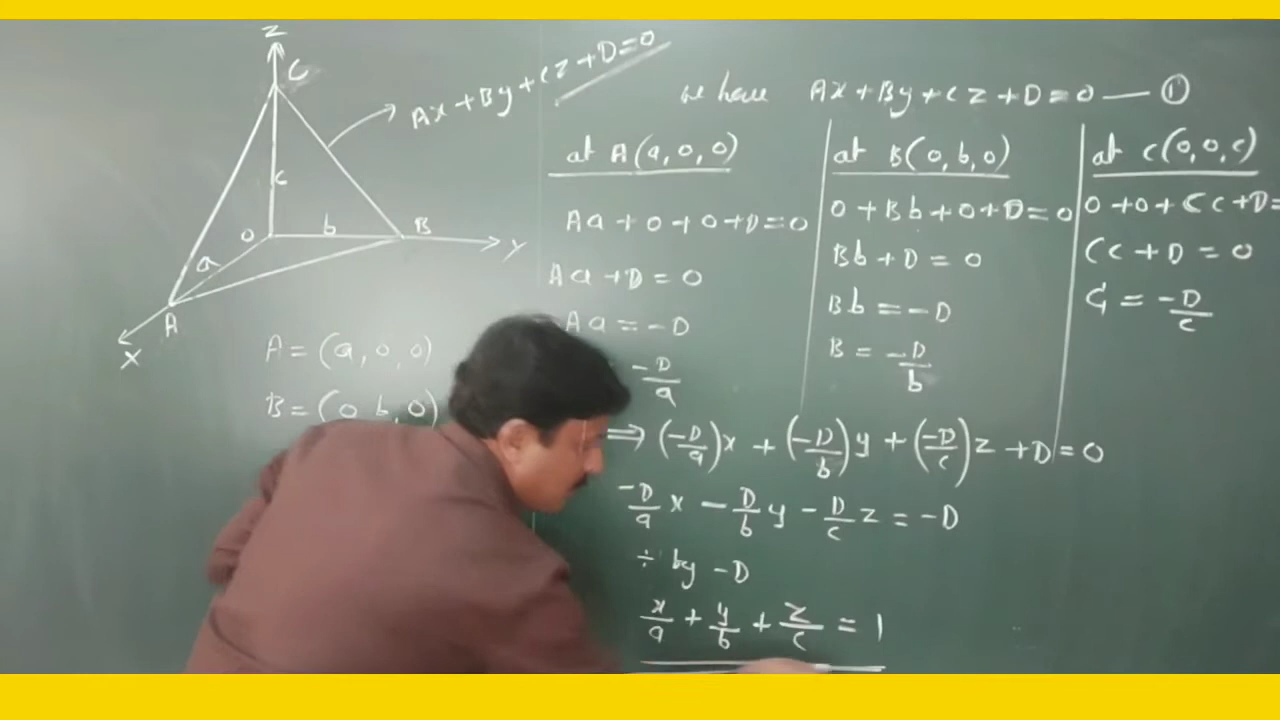 Z
C
c
O
b
B
Y
a
A
X
Ax + By + Cz + D = 0
A = (a, 0, 0)
B = (0, b, 0)
we have Ax + By + Cz + D = 0 — ①
at A(a, 0, 0)
Aa + 0 + 0 + D = 0
Aa + D = 0
Aa = -D
-D/a
at B(0, b, 0)
0 + Bb + 0 + D = 0
Bb + D = 0
Bb = -D
B = -D/b
at C(0, 0, c)
0 + 0 + Cc + D =
Cc + D = 0
C = -D/c
⇒ (-D/a)x + (-D/b)y + (-D/c)z + D = 0
-D/a x - D/b y - D/c z = -D
÷ by -D
x/a + y/b + z/c = 1